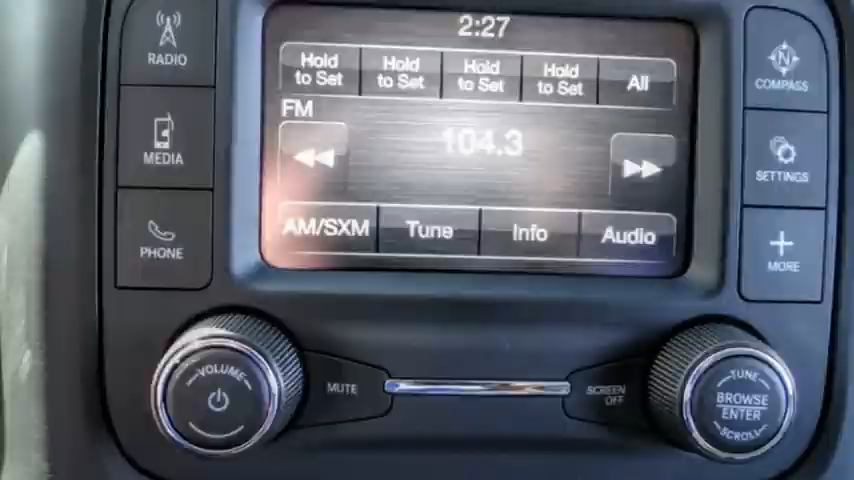 2:27
RADIO
MEDIA
PHONE
Hold to Set
Hold to Set
Hold to Set
Hold to Set
All
FM
104.3
AM/SXM
Tune
Info
Audio
N
COMPASS
SETTINGS
MORE
VOLUME
MUTE
SCREEN
OFF
TUNE
BROWSE
ENTER
SCROLL